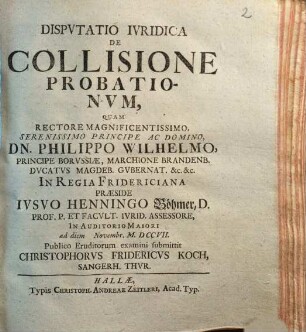 2
DISPVTATIO IVRIDICA
DE
COLLISIONE
PROBATIO-
NVM,
QUAM
RECTORE MAGNIFICENTISSIMO,
SERENISSIMO PRINCIPE AC DOMINO,
DN. PHILIPPO WILHELMO,
PRINCIPE BORVSSIÆ, MARCHIONE BRANDENB.
DVCATVS MAGDEB. GVBERNAT. &c. &c.
IN REGIA FRIDERICIANA
PRÆSIDE
IVSVO HENNINGO Böhmer, D.
PROF. P. ET FACVLT. IVRID. ASSESSORE,
IN AUDITORIO MAIORI
ad diem Novembr. M. DCCVII.
Publico Eruditorum examini submittit
CHRISTOPHORVS FRIDERICVS KOCH,
SANGERH. THVR.
HALLÆ,
Typis CHRISTOPH. ANDREAE ZEITLERI, Acad. Typ.